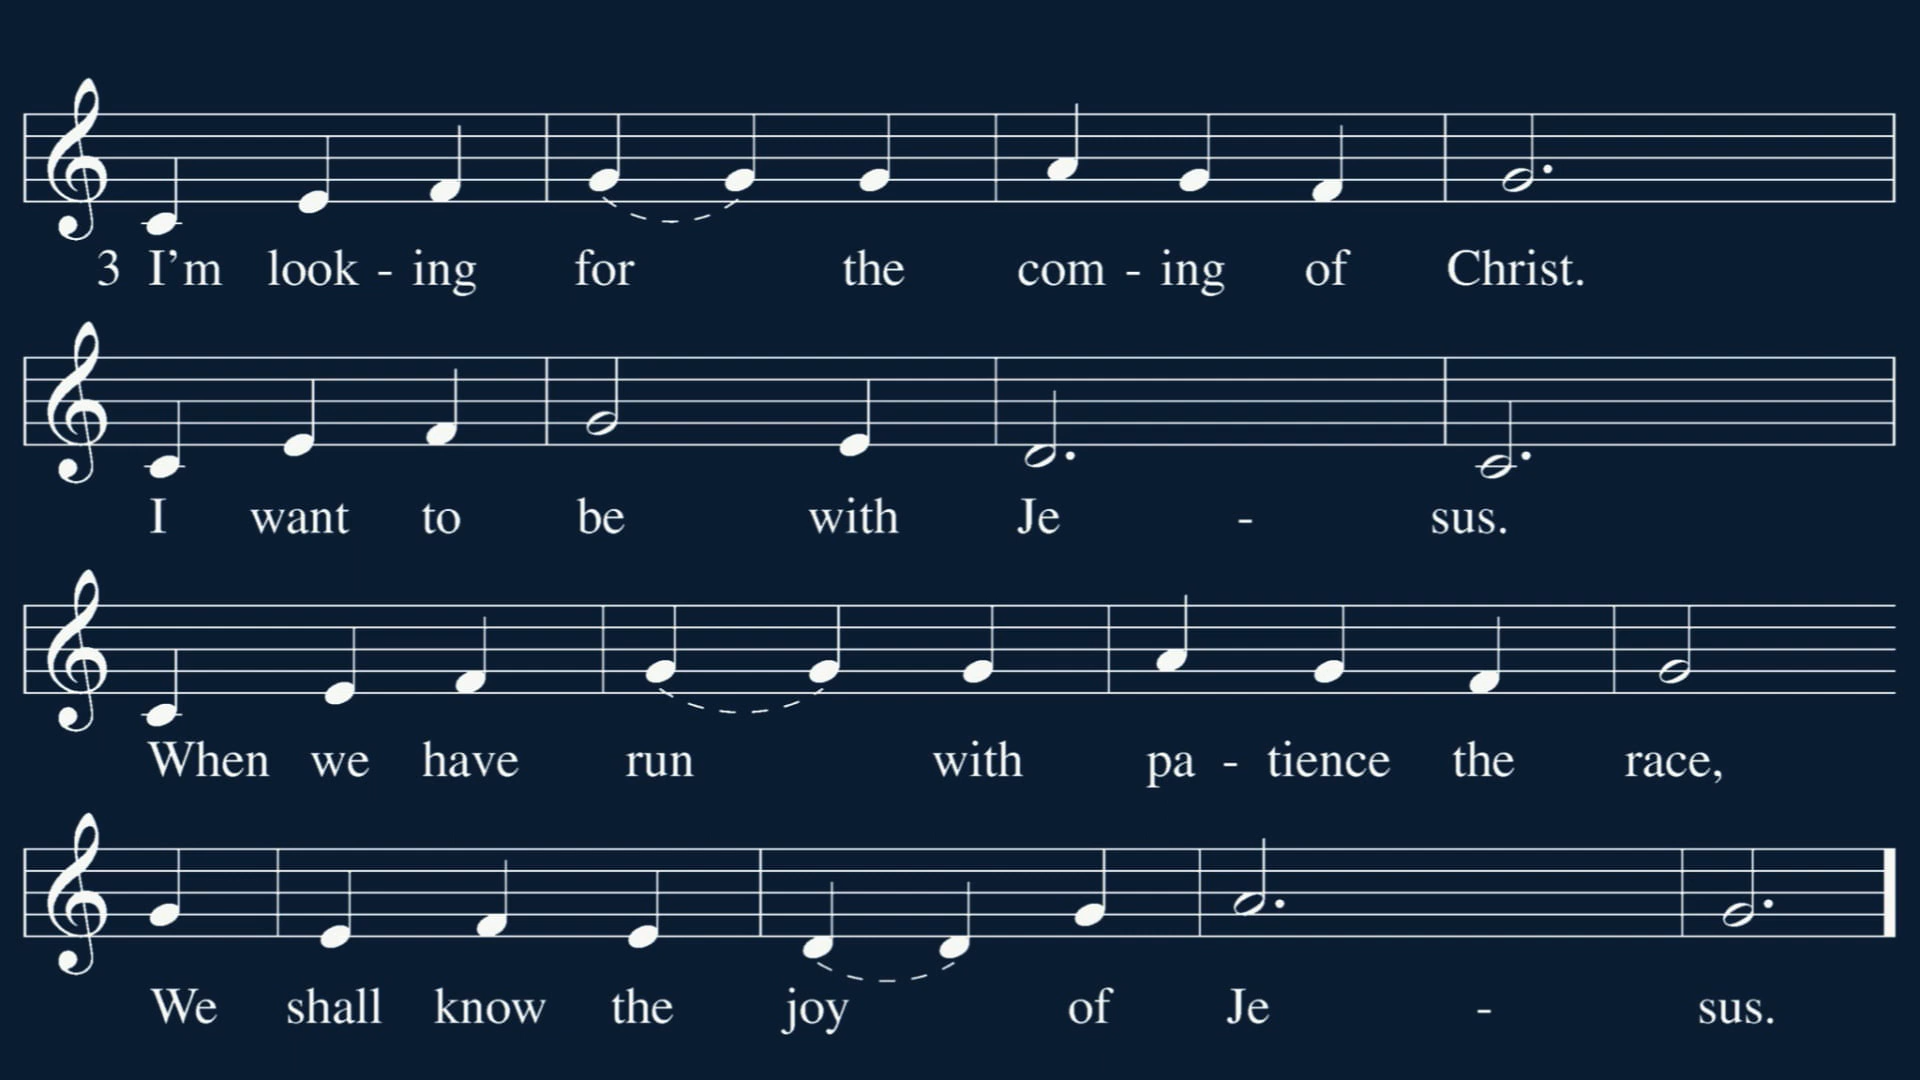 3 I’m look - ing for the com - ing of Christ.
I want to be with Je - sus.
When we have run with pa - tience the race,
We shall know the joy of Je - sus.